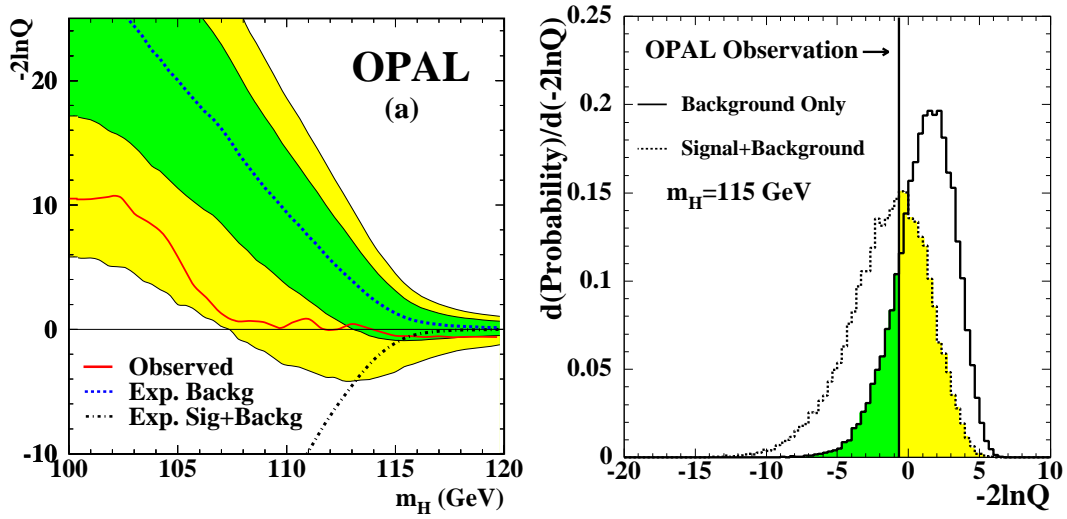 -2lnQ
20
10
0
-10
OPAL
(a)
Observed
Exp. Backg
Exp. Sig+Backg
100
105
110
115
120
m_H (GeV)
d(Probability)/d(-2lnQ)
0.25
0.2
0.15
0.1
0.05
0
OPAL Observation →
Background Only
Signal+Background
m_H=115 GeV
-20
-15
-10
-5
0
5
10
-2lnQ